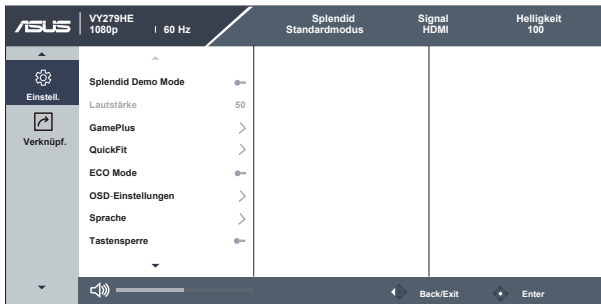 ASUS
VY279HE
1080p
60 Hz
Splendid
Standardmodus
Signal
HDMI
Helligkeit
100
Einstell.
Verknüpf.
Splendid Demo Mode
Lautstärke 50
GamePlus
QuickFit
ECO Mode
OSD-Einstellungen
Sprache
Tastensperre
Back/Exit
Enter